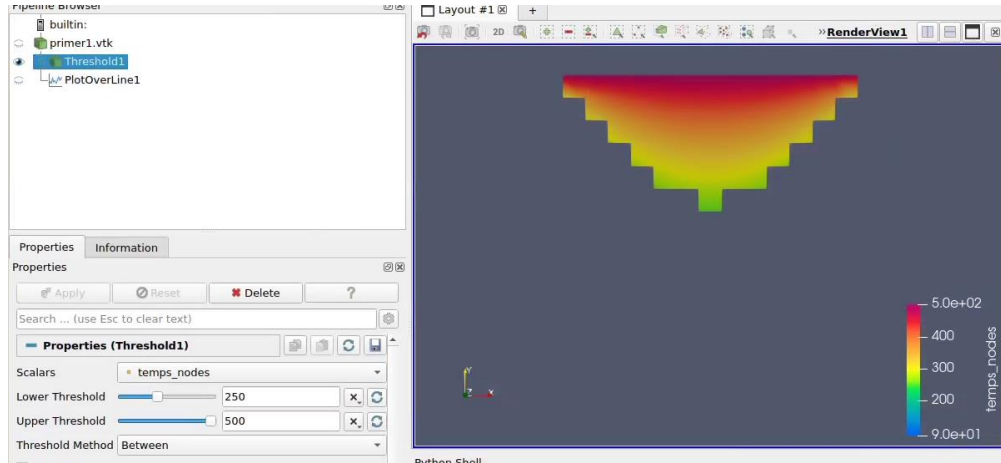 Pipeline Browser
builtin:
primer1.vtk
Threshold1
PlotOverLine1
Properties Information
Properties
Apply Reset Delete ?
Search ... (use Esc to clear text)
Properties (Threshold1)
Scalars temps_nodes
Lower Threshold 250
Upper Threshold 500
Threshold Method Between
Layout #1 +
2D RenderView1
5.0e+02
400
300
200
9.0e+01
temps_nodes
Y
Z X
Python Shell